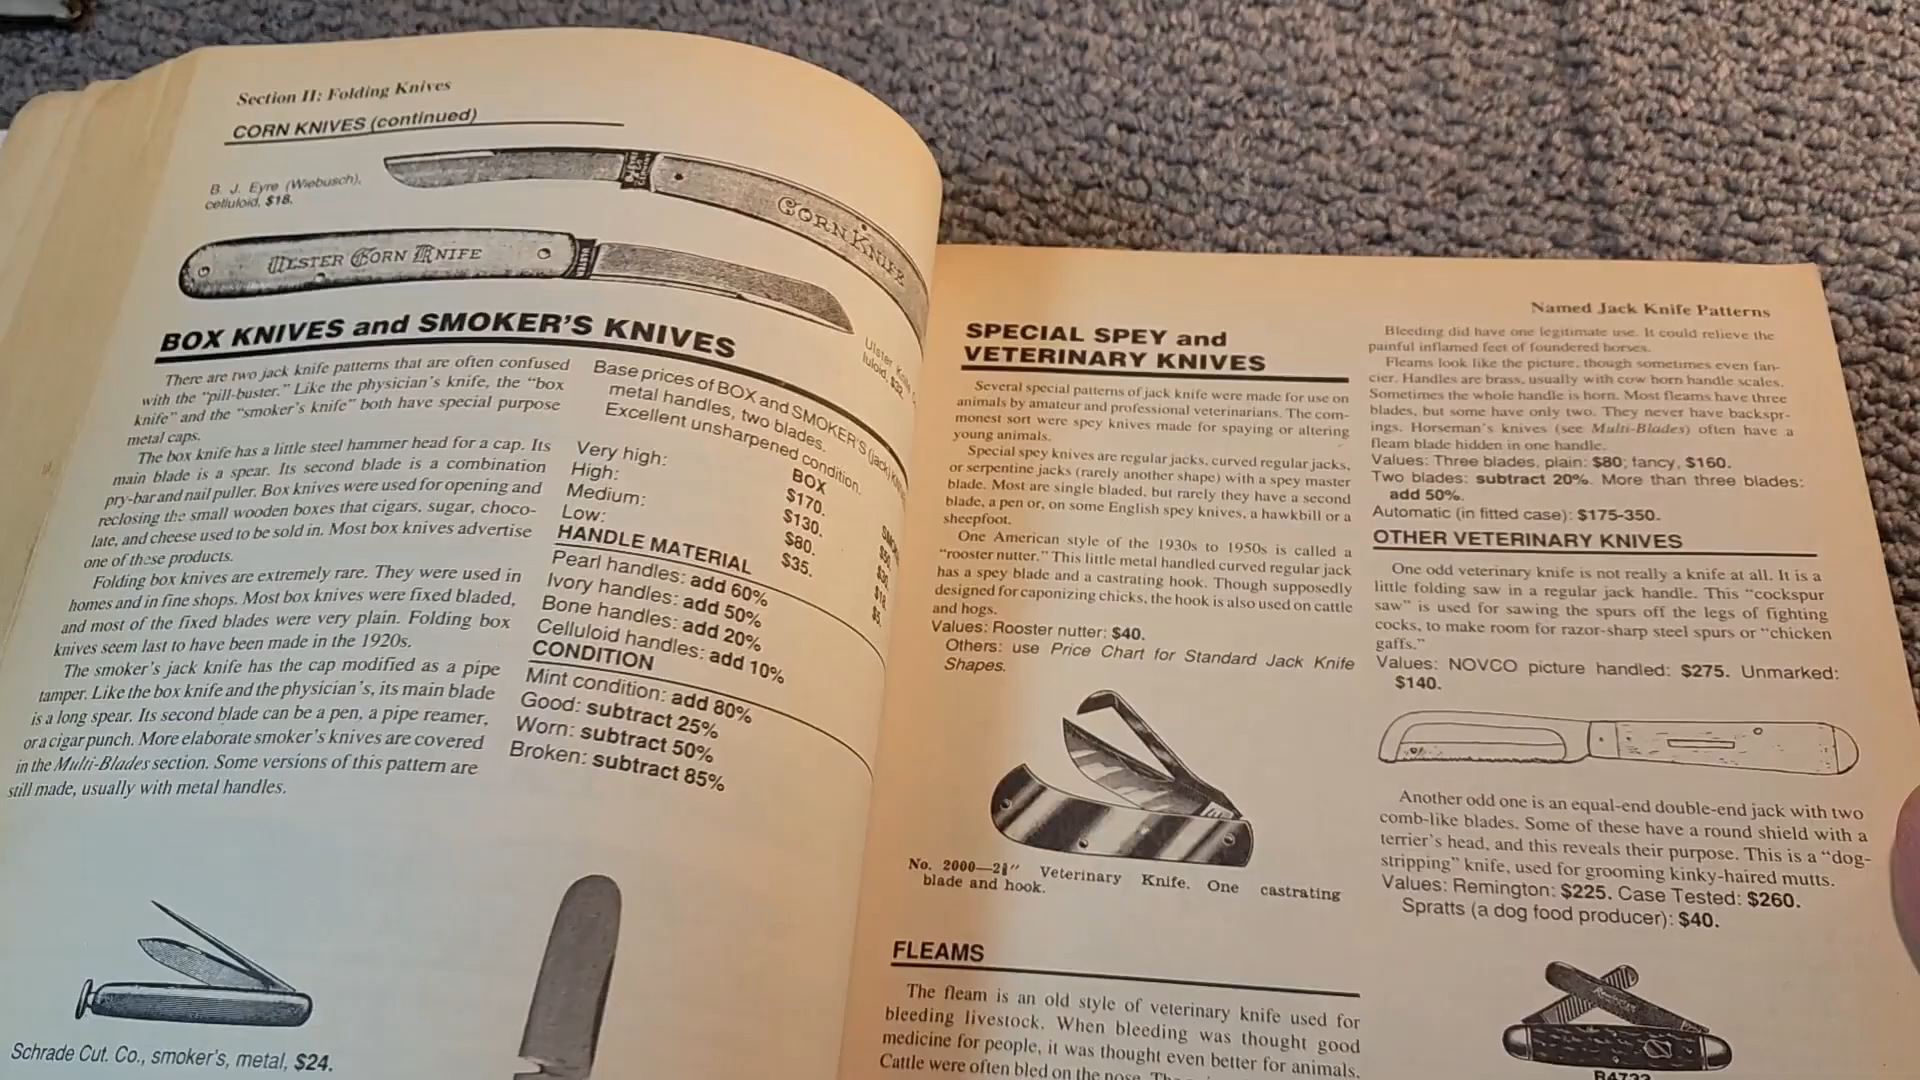 Section II: Folding Knives
CORN KNIVES (continued)
B. J. Eyre (Wiebusch),
celluloid, $18.
CORN KNIFE
ULSTER CORN KNIFE
Ulster Knife
luloid, $32.
BOX KNIVES and SMOKER'S KNIVES
There are two jack knife patterns that are often confused
with the "pill-buster." Like the physician's knife, the "box
knife" and the "smoker's knife" both have special purpose
metal caps.
The box knife has a little steel hammer head for a cap. Its
main blade is a spear. Its second blade is a combination
pry-bar and nail puller. Box knives were used for opening and
reclosing the small wooden boxes that cigars, sugar, choco-
late, and cheese used to be sold in. Most box knives advertise
one of these products.
Folding box knives are extremely rare. They were used in
homes and in fine shops. Most box knives were fixed bladed,
and most of the fixed blades were very plain. Folding box
knives seem last to have been made in the 1920s.
The smoker's jack knife has the cap modified as a pipe
tamper. Like the box knife and the physician's, its main blade
is a long spear. Its second blade can be a pen, a pipe reamer,
or a cigar punch. More elaborate smoker's knives are covered
in the Multi-Blades section. Some versions of this pattern are
still made, usually with metal handles.
Schrade Cut. Co., smoker's, metal, $24.
Base prices of BOX and SMOKER'S (jack)
metal handles, two blades.
Excellent unsharpened condition.
BOX
Very high: $170. $50.
High: $130. $30.
Medium: $80. $18.
Low: $35. $5.
HANDLE MATERIAL
Pearl handles: add 60%
Ivory handles: add 50%
Bone handles: add 20%
Celluloid handles: add 10%
CONDITION
Mint condition: add 80%
Good: subtract 25%
Worn: subtract 50%
Broken: subtract 85%
Named Jack Knife Patterns
SPECIAL SPEY and
VETERINARY KNIVES
Several special patterns of jack knife were made for use on
animals by amateur and professional veterinarians. The com-
monest sort were spey knives made for spaying or altering
young animals.
Special spey knives are regular jacks, curved regular jacks,
or serpentine jacks (rarely another shape) with a spey master
blade. Most are single bladed, but rarely they have a second
blade, a pen or, on some English spey knives, a hawkbill or a
sheepfoot.
One American style of the 1930s to 1950s is called a
"rooster nutter." This little metal handled curved regular jack
has a spey blade and a castrating hook. Though supposedly
designed for caponizing chicks, the hook is also used on cattle
and hogs.
Values: Rooster nutter: $40.
Others: use Price Chart for Standard Jack Knife
Shapes.
No. 2000— Veterinary Knife. One castrating
blade and hook.
FLEAMS
The fleam is an old style of veterinary knife used for
bleeding livestock. When bleeding was thought good
medicine for people, it was thought even better for animals.
Cattle were often bled on the nose.
Bleeding did have one legitimate use. It could relieve the
painful inflamed feet of foundered horses.
Fleams look like the picture, though sometimes even fan-
cier. Handles are brass, usually with cow horn handle scales.
Sometimes the whole handle is horn. Most fleams have three
blades, but some have only two. They never have backspr-
ings. Horseman's knives (see Multi-Blades) often have a
fleam blade hidden in one handle.
Values: Three blades, plain: $80; fancy, $160.
Two blades: subtract 20%. More than three blades:
add 50%.
Automatic (in fitted case): $175-350.
OTHER VETERINARY KNIVES
One odd veterinary knife is not really a knife at all. It is a
little folding saw in a regular jack handle. This "cockspur
saw" is used for sawing the spurs off the legs of fighting
cocks, to make room for razor-sharp steel spurs or "chicken
gaffs."
Values: NOVCO picture handled: $275. Unmarked:
$140.
Another odd one is an equal-end double-end jack with two
comb-like blades. Some of these have a round shield with a
terrier's head, and this reveals their purpose. This is a "dog-
stripping" knife, used for grooming kinky-haired mutts.
Values: Remington: $225. Case Tested: $260.
Spratts (a dog food producer): $40.
R4733